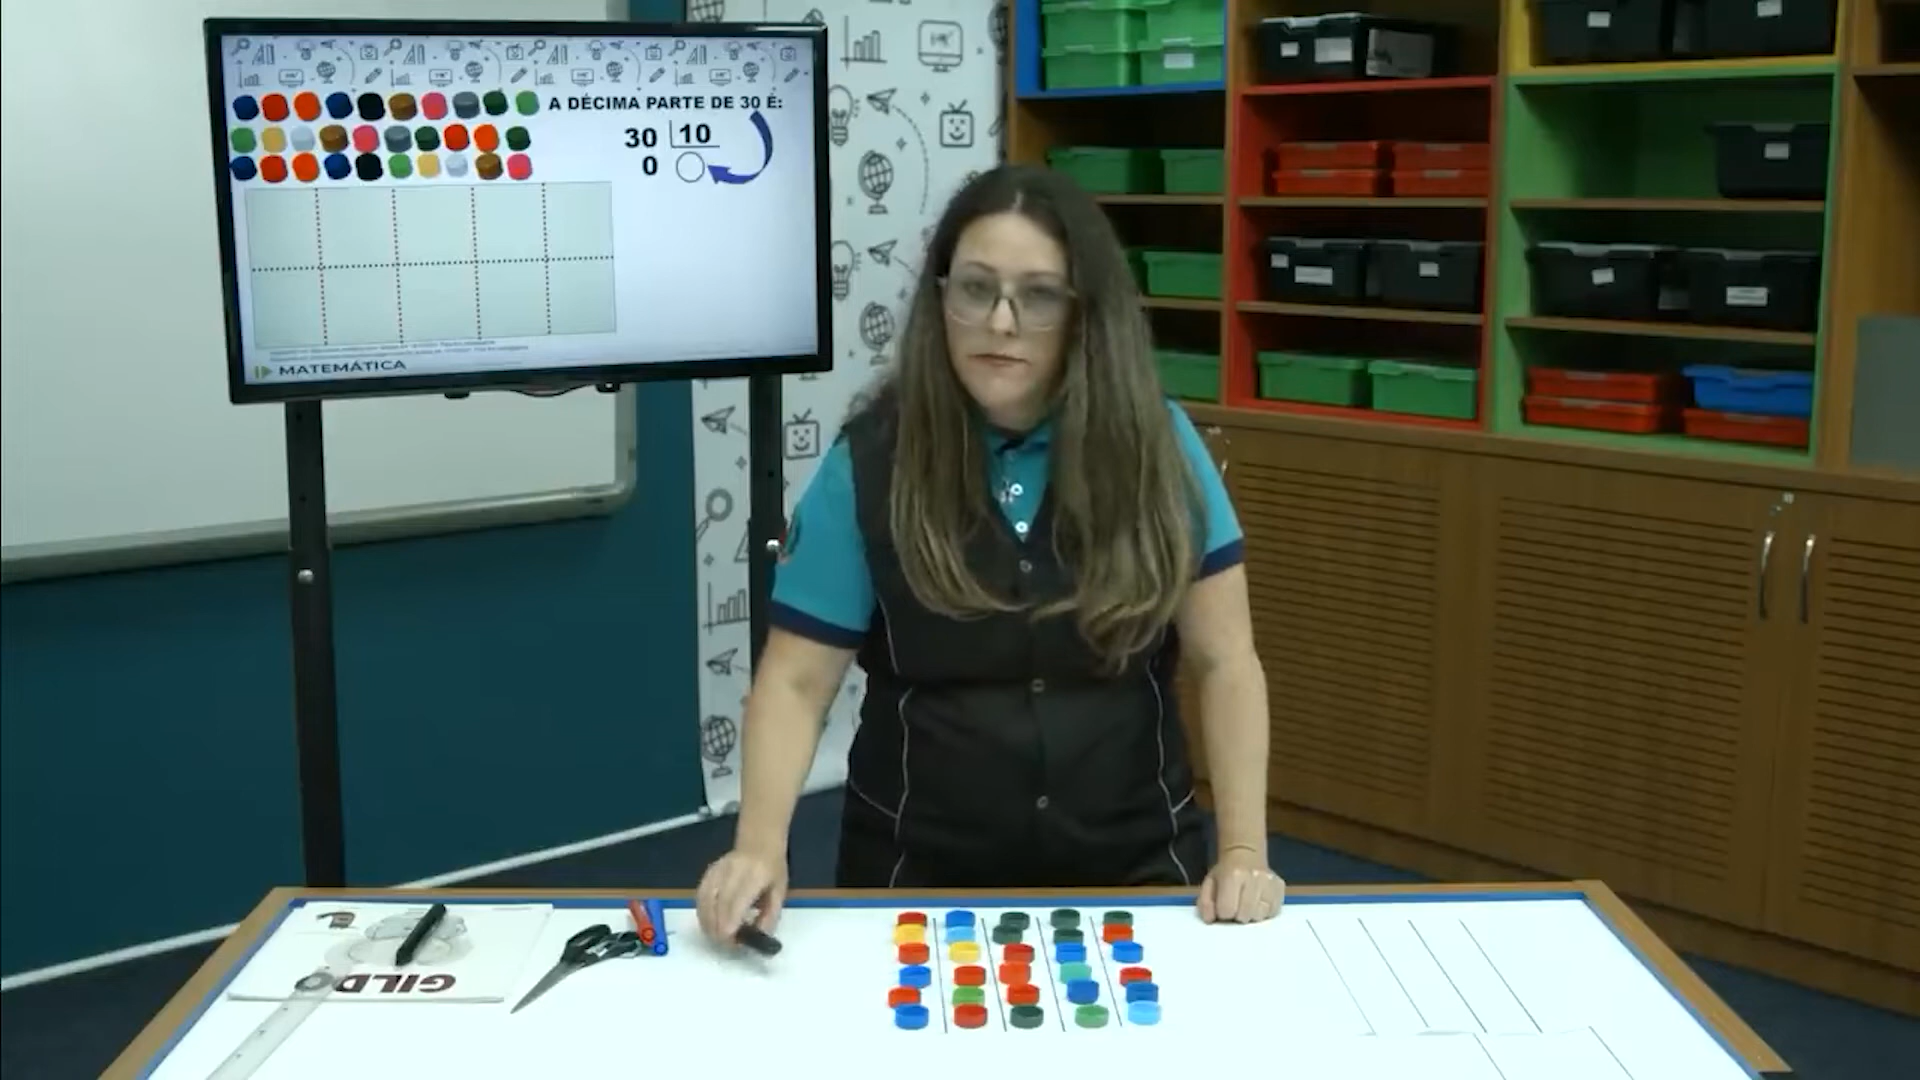 A DÉCIMA PARTE DE 30 É:
30 10
0
MATEMÁTICA
GILDO